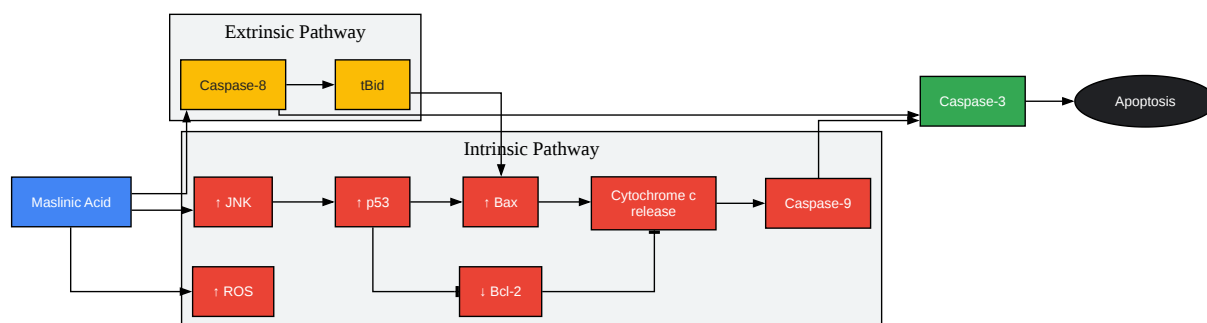 Extrinsic Pathway
Caspase-8
tBid
Caspase-3
Apoptosis
Intrinsic Pathway
Maslinic Acid
↑ JNK
↑ p53
↑ Bax
Cytochrome c
release
Caspase-9
↑ ROS
↓ Bcl-2